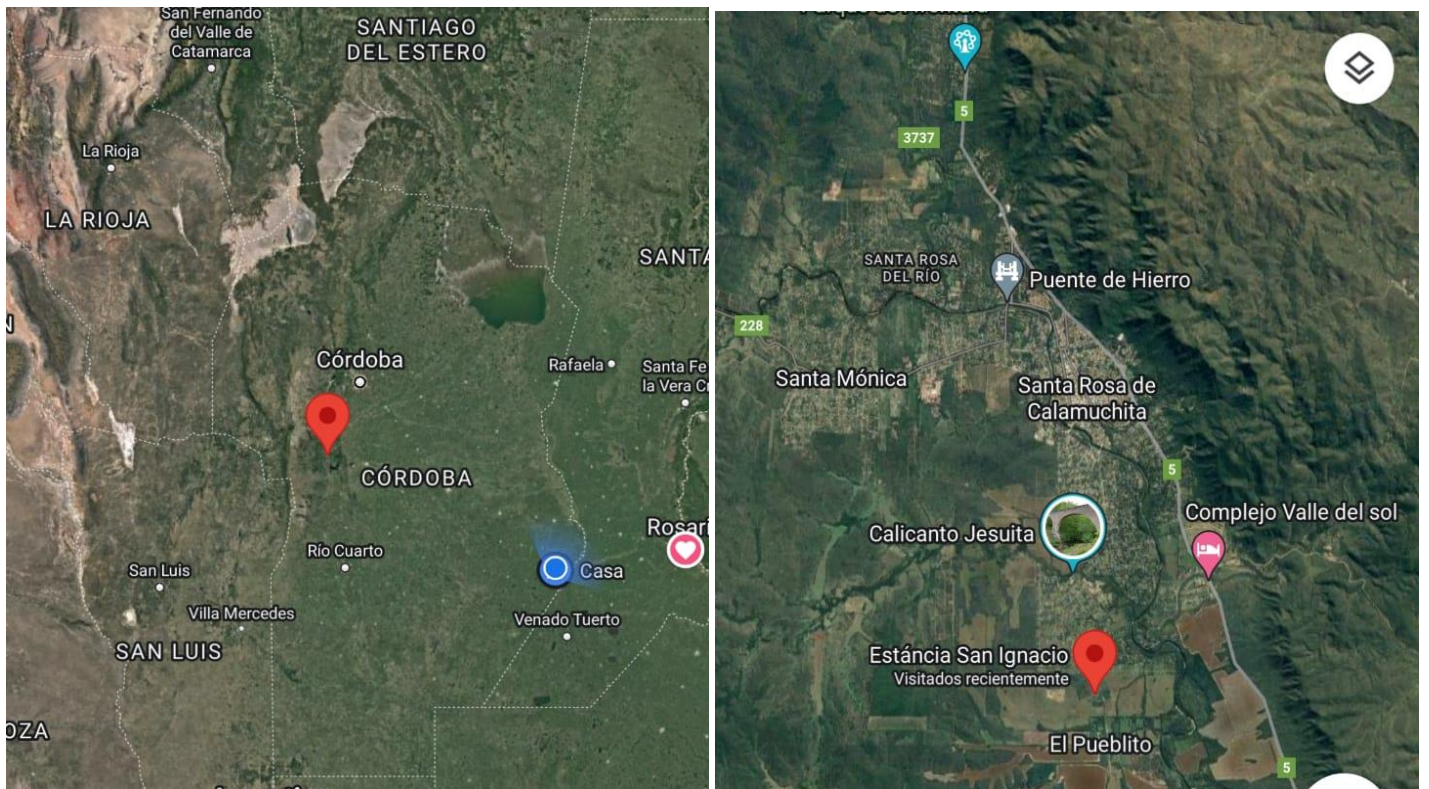 San Fernando
del Valle de
Catamarca
SANTIAGO
DEL ESTERO
La Rioja
LA RIOJA
SANTA
Córdoba
Rafaela
Santa Fe
la Vera C
CÓRDOBA
Rosari
Río Cuarto
Casa
San Luis
Villa Mercedes
Venado Tuerto
SAN LUIS
OZA
5
3737
SANTA ROSA
DEL RÍO
Puente de Hierro
228
Santa Mónica
Santa Rosa de
Calamuchita
5
Complejo Valle del sol
Calicanto Jesuita
Estáncia San Ignacio
Visitados recientemente
El Pueblito
5